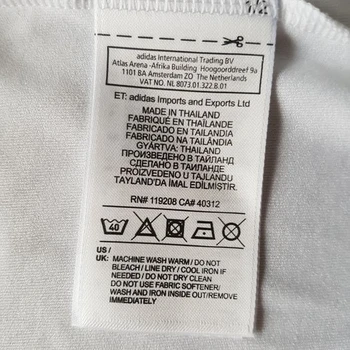 adidas International Trading BV
Atlas Arena -Afrika Building Hoogoorddreef 9a
1101 BA Amsterdam ZO The Netherlands
VAT NO. NL 8073.01.322.B.01
ET: adidas Imports and Exports Ltd
MADE IN THAILAND
FABRIQUÉ EN THAÏLANDE
FABRICADO EN TAILANDIA
FABRICADO NA TAILÂNDIA
GYÁRTVA: THAILAND
ПРОИЗВЕДЕНО В ТАИЛАНД
СДЕЛАНО В ТАИЛАНДЕ
PROIZVEDENO U TAJLANDU
TAYLAND'DA İMAL EDİLMİŞTİR.
RN# 119208 CA# 40312
40
US /
UK: MACHINE WASH WARM / DO NOT
BLEACH / LINE DRY / COOL IRON IF
NEEDED / DO NOT DRY CLEAN
DO NOT USE FABRIC SOFTENER/
WASH AND IRON INSIDE OUT/REMOVE
IMMEDIATELY